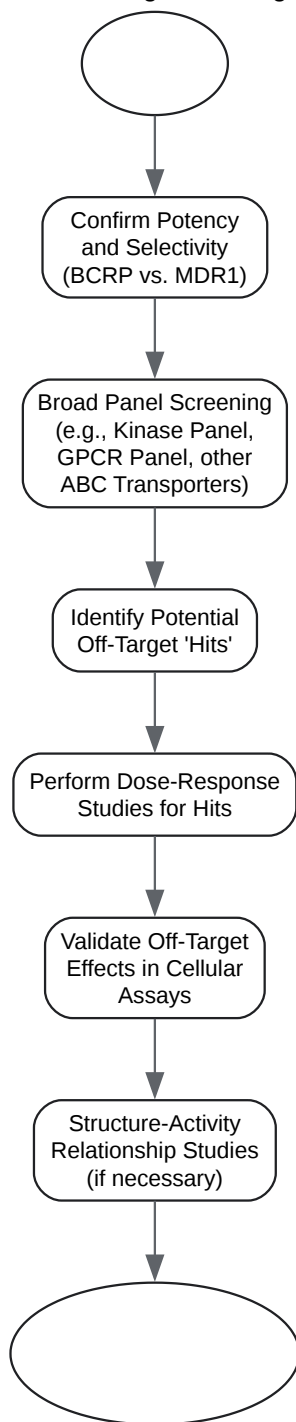 Confirm Potency
and Selectivity
(BCRP vs. MDR1)
Broad Panel Screening
(e.g., Kinase Panel,
GPCR Panel, other
ABC Transporters)
Identify Potential
Off-Target 'Hits'
Perform Dose-Response
Studies for Hits
Validate Off-Target
Effects in Cellular
Assays
Structure-Activity
Relationship Studies
(if necessary)